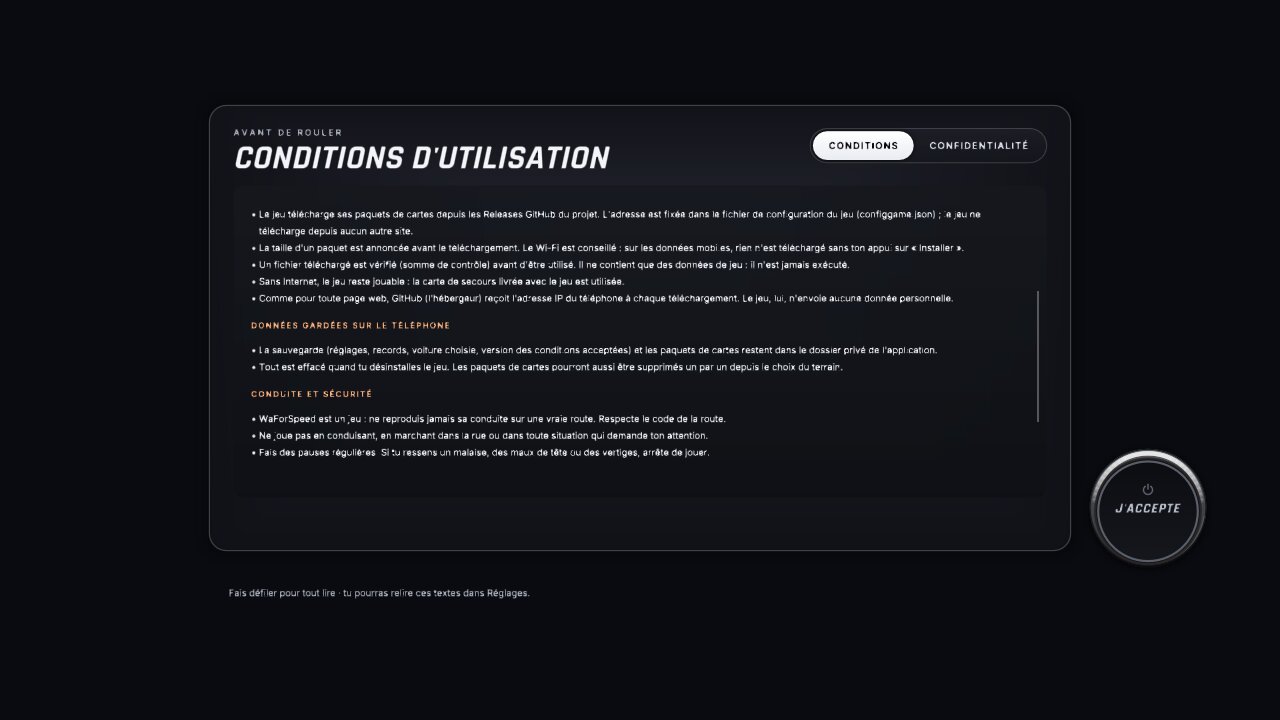 AVANT DE ROULER
CONDITIONS D'UTILISATION
CONDITIONS
CONFIDENTIALITÉ
• Le jeu télécharge ses paquets de cartes depuis les Releases GitHub du projet. L'adresse est fixée dans le fichier de configuration du jeu (configgame.json) ; le jeu ne
télécharge depuis aucun autre site.
• La taille d'un paquet est annoncée avant le téléchargement. Le Wi-Fi est conseillé : sur les données mobiles, rien n'est téléchargé sans ton appui sur « Installer ».
• Un fichier téléchargé est vérifié (somme de contrôle) avant d'être utilisé. Il ne contient que des données de jeu : il n'est jamais exécuté.
• Sans Internet, le jeu reste jouable : la carte de secours livrée avec le jeu est utilisée.
• Comme pour toute page web, GitHub (l'hébergeur) reçoit l'adresse IP du téléphone à chaque téléchargement. Le jeu, lui, n'envoie aucune donnée personnelle.
DONNÉES GARDÉES SUR LE TÉLÉPHONE
• La sauvegarde (réglages, records, voiture choisie, version des conditions acceptées) et les paquets de cartes restent dans le dossier privé de l'application.
• Tout est effacé quand tu désinstalles le jeu. Les paquets de cartes pourront aussi être supprimés un par un depuis le choix du terrain.
CONDUITE ET SÉCURITÉ
• WaForSpeed est un jeu : ne reproduis jamais sa conduite sur une vraie route. Respecte le code de la route.
• Ne joue pas en conduisant, en marchant dans la rue ou dans toute situation qui demande ton attention.
• Fais des pauses régulières. Si tu ressens un malaise, des maux de tête ou des vertiges, arrête de jouer.
J'ACCEPTE
Fais défiler pour tout lire · tu pourras relire ces textes dans Réglages.